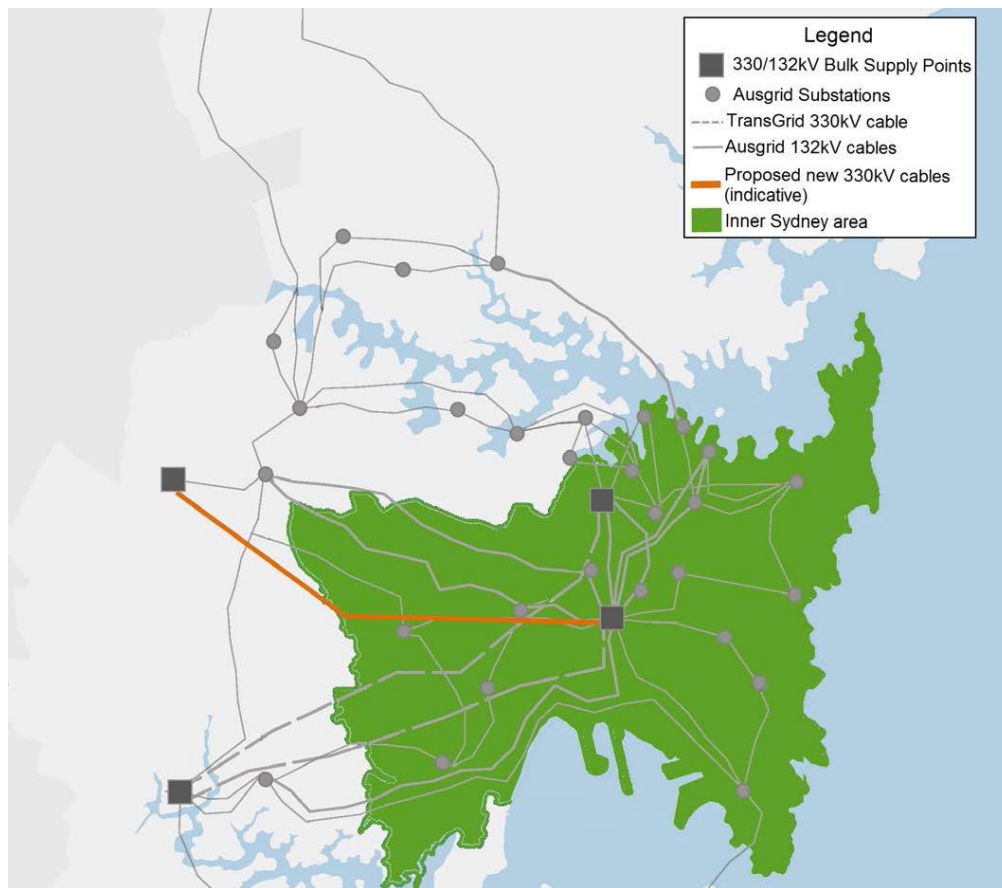 Legend
330/132kV Bulk Supply Points
Ausgrid Substations
TransGrid 330kV cable
Ausgrid 132kV cables
Proposed new 330kV cables
(indicative)
Inner Sydney area